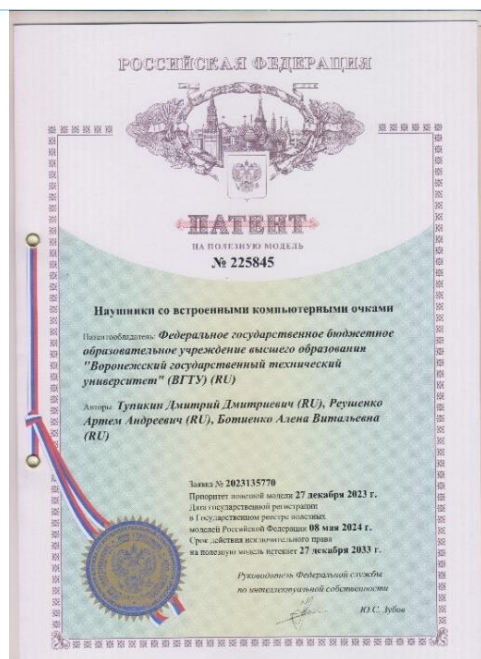 РОССИЙСКАЯ ФЕДЕРАЦИЯ
ПАТЕНТ
НА ПОЛЕЗНУЮ МОДЕЛЬ
№ 225845
Наушники со встроенными компьютерными очками
Патентообладатель: Федеральное государственное бюджетное
образовательное учреждение высшего образования
"Воронежский государственный технический
университет" (ВГТУ) (RU)
Авторы: Тупикин Дмитрий Дмитриевич (RU), Реушенко
Артем Андреевич (RU), Ботиенко Алена Витальевна
(RU)
Заявка № 2023135770
Приоритет полезной модели 27 декабря 2023 г.
Дата государственной регистрации
в Государственном реестре полезных
моделей Российской Федерации 08 мая 2024 г.
Срок действия исключительного права
на полезную модель истекает 27 декабря 2033 г.
Руководитель Федеральной службы
по интеллектуальной собственности
Ю.С. Зубов